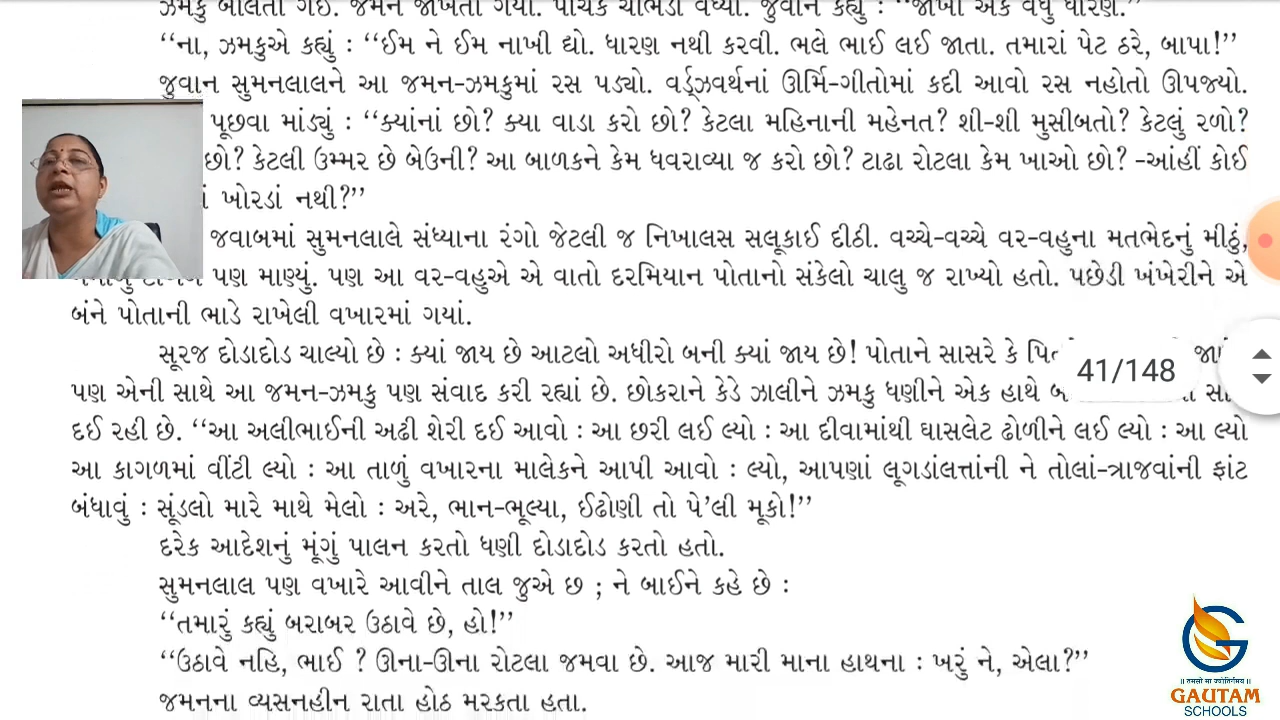 ઝમકુ બોલતી ગઈ. જમન જોખતો ગયો. પાંચેક ચીભડાં વધ્યાં. જુવાને કહ્યું : “જોખો એક વધુ ધારણ.”
“ના, ઝમકુએ કહ્યું : “ઈમ ને ઈમ નાખી દ્યો. ધારણ નથી કરવી. ભલે ભાઈ લઈ જાતા. તમારાં પેટ ઠરે, બાપા!”
જુવાન સુમનલાલને આ જમન-ઝમકુમાં રસ પડ્યો. વર્ડ્ઝવર્થનાં ઊર્મિ-ગીતોમાં કદી આવો રસ નહોતો ઊપજ્યો.
પૂછવા માંડ્યું : “ક્યાંનાં છો? ક્યા વાડા કરો છો? કેટલા મહિનાની મહેનત? શી-શી મુસીબતો? કેટલું રળો?
છો? કેટલી ઉમ્મર છે બેઉની? આ બાળકને કેમ ધવરાવ્યા જ કરો છો? ટાઢા રોટલા કેમ ખાઓ છો? -આંહીં કોઈ
ખોરડાં નથી?”
જવાબમાં સુમનલાલે સંધ્યાના રંગો જેટલી જ નિખાલસ સલૂકાઈ દીઠી. વચ્ચે-વચ્ચે વર-વહુના મતભેદનું મીઠું,
પણ માણ્યું. પણ આ વર-વહુએ એ વાતો દરમિયાન પોતાનો સંકેલો ચાલુ જ રાખ્યો હતો. પછેડી ખંખેરીને એ
બંને પોતાની ભાડે રાખેલી વખારમાં ગયાં.
સૂરજ દોડાદોડ ચાલ્યો છે : ક્યાં જાય છે આટલો અધીરો બની ક્યાં જાય છે! પોતાને સાસરે કે
પણ એની સાથે આ જમન-ઝમકુ પણ સંવાદ કરી રહ્યાં છે. છોકરાને કેડે ઝાલીને ઝમકુ ધણીને એક હાથે
દઈ રહી છે. “આ અલીભાઈની અઢી શેરી દઈ આવો : આ છરી લઈ લ્યો : આ દીવામાંથી ઘાસલેટ ઢોળીને લઈ લ્યો : આ લ્યો
આ કાગળમાં વીંટી લ્યો : આ તાળું વખારના માલેકને આપી આવો : લ્યો, આપણાં લૂગડાંલત્તાંની ને તોલાં-ત્રાજવાંની ફાંટ
બંધાવું : સૂંડલો મારે માથે મેલો : અરે, ભાન-ભૂલ્યા, ઈઢોણી તો પે’લી મૂકો!”
દરેક આદેશનું મૂંગું પાલન કરતો ધણી દોડાદોડ કરતો હતો.
સુમનલાલ પણ વખારે આવીને તાલ જુએ છ ; ને બાઈને કહે છે :
“તમારું કહ્યું બરાબર ઉઠાવે છે, હો!”
“ઉઠાવે નહિ, ભાઈ ? ઊના-ઊના રોટલા જમવા છે. આજ મારી માના હાથના : ખરું ને, એલા?”
જમનના વ્યસનહીન રાતા હોઠ મરકતા હતા.
41/148
॥ तमसो मा ज्योतिर्गमय ॥
GAUTAM
SCHOOLS